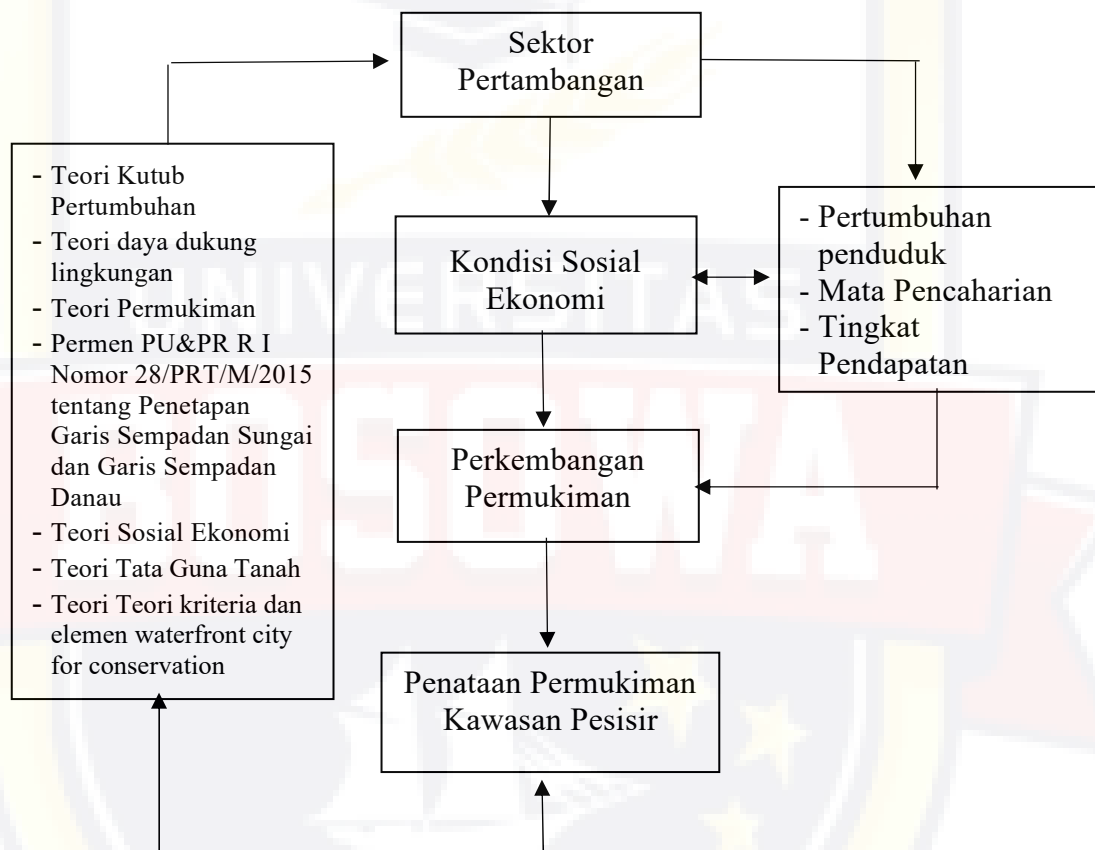 Sektor
Pertambangan
- Teori Kutub
Pertumbuhan
- Teori daya dukung
lingkungan
- Teori Permukiman
- Permen PU&PR R I
Nomor 28/PRT/M/2015
tentang Penetapan
Garis Sempadan Sungai
dan Garis Sempadan
Danau
- Teori Sosial Ekonomi
- Teori Tata Guna Tanah
- Teori Teori kriteria dan
elemen waterfront city
for conservation
Kondisi Sosial
Ekonomi
- Pertumbuhan
penduduk
- Mata Pencaharian
- Tingkat
Pendapatan
Perkembangan
Permukiman
Penataan Permukiman
Kawasan Pesisir
UNIVERSITAS
BOSOWA